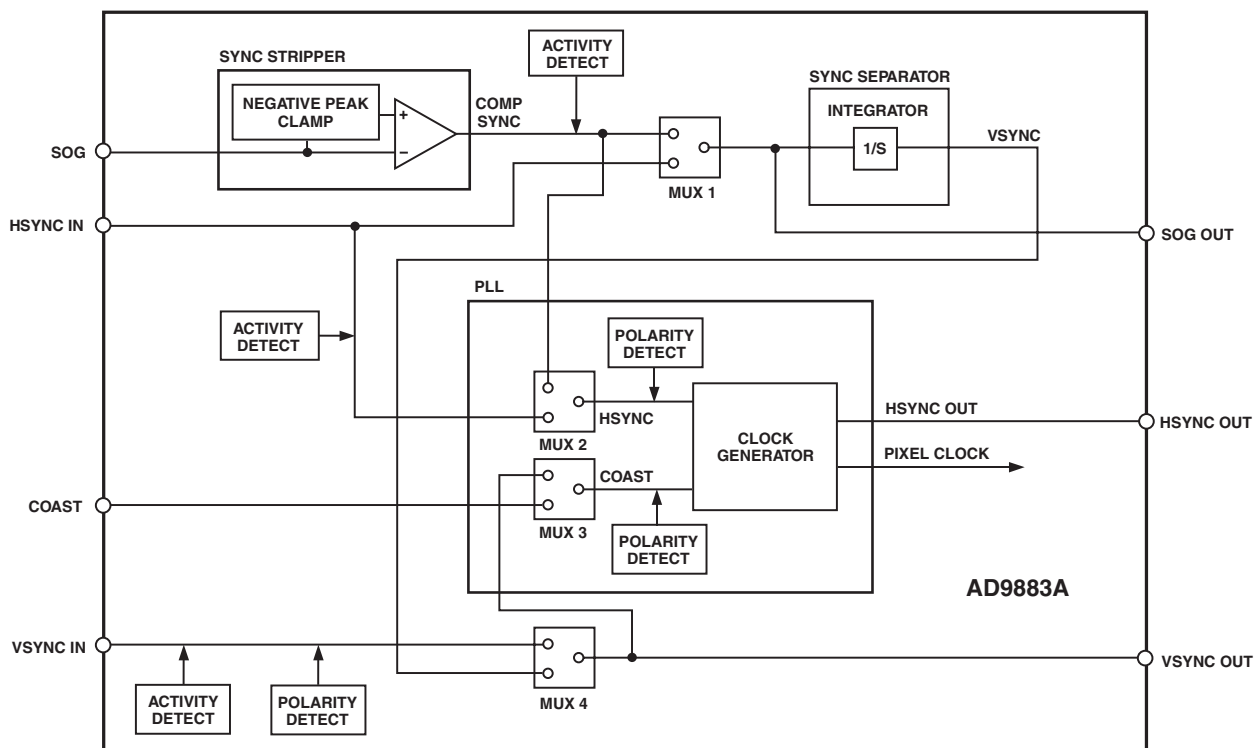 SYNC STRIPPER
ACTIVITY
DETECT
SYNC SEPARATOR
NEGATIVE PEAK
CLAMP
+
−
COMP
SYNC
INTEGRATOR
1/S
VSYNC
SOG
MUX 1
HSYNC IN
SOG OUT
PLL
ACTIVITY
DETECT
POLARITY
DETECT
HSYNC
MUX 2
CLOCK
GENERATOR
HSYNC OUT
HSYNC OUT
PIXEL CLOCK
COAST
COAST
MUX 3
POLARITY
DETECT
AD9883A
VSYNC IN
VSYNC OUT
ACTIVITY
DETECT
POLARITY
DETECT
MUX 4